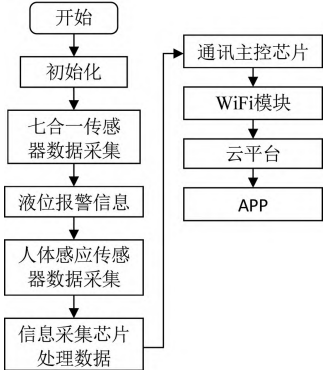 开始
初始化
七合一传感
器数据采集
液位报警信息
人体感应传感
器数据采集
信息采集芯片
处理数据
通讯主控芯片
WiFi模块
云平台
APP